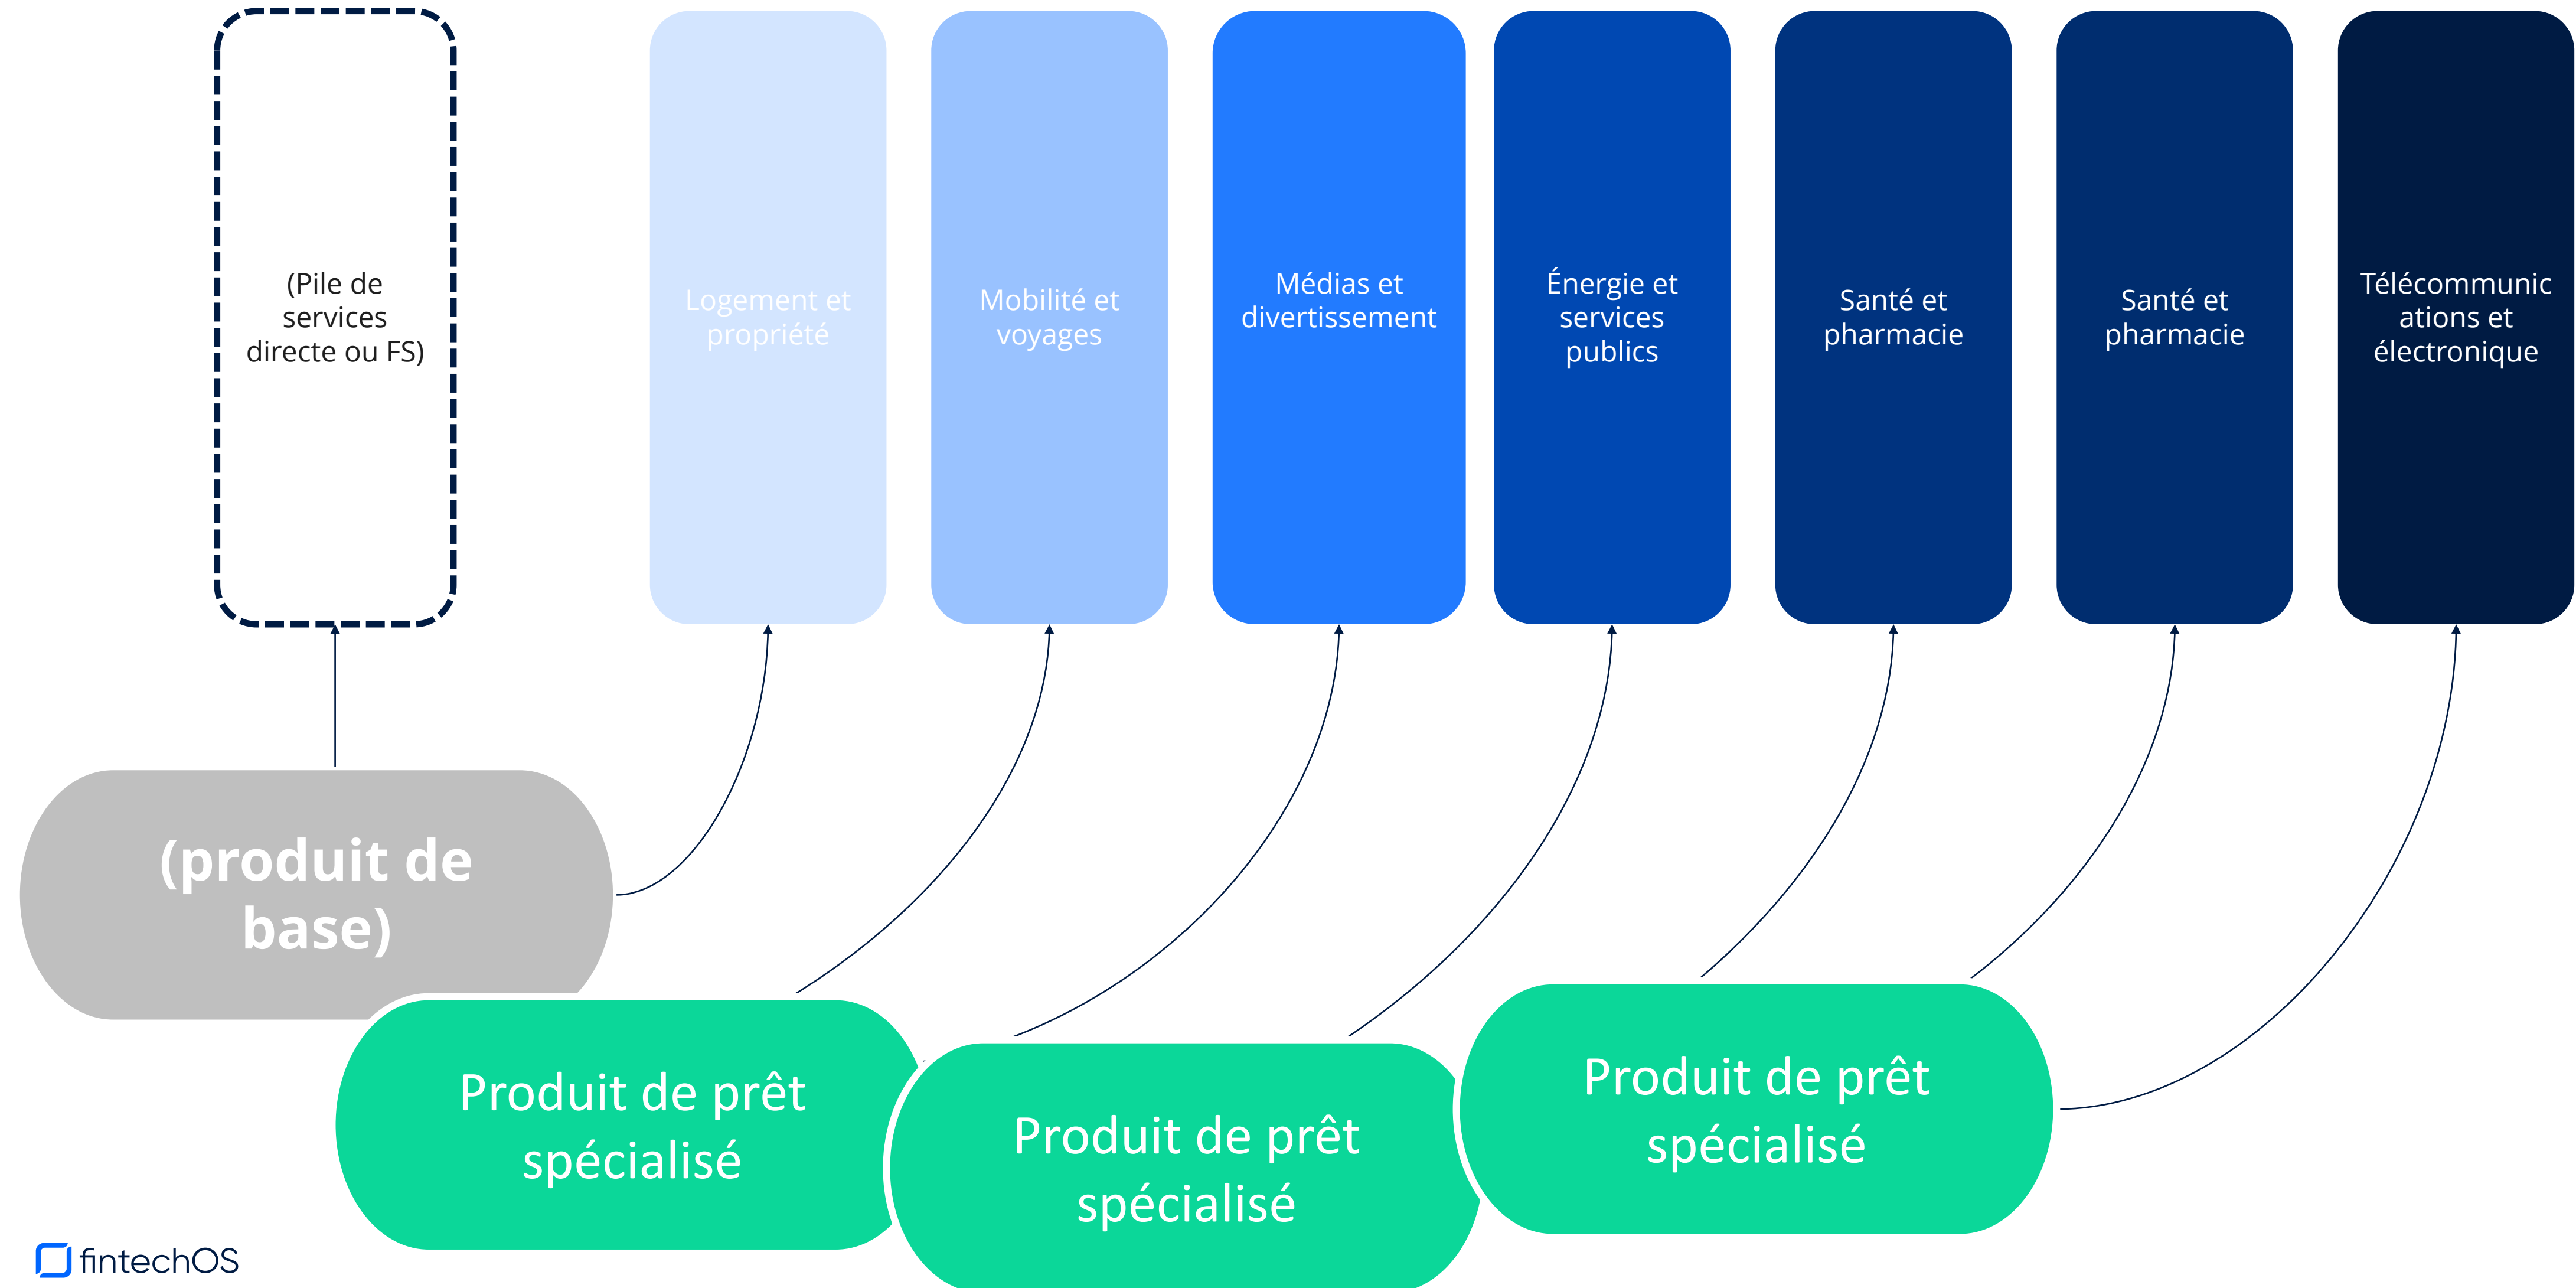 (Pile de
services
directe ou FS)
Logement et
propriété
Mobilité et
voyages
Médias et
divertissement
Énergie et
services
publics
Santé et
pharmacie
Santé et
pharmacie
Télécommunic
ations et
électronique
(produit de
base)
Produit de prêt
spécialisé
Produit de prêt
spécialisé
Produit de prêt
spécialisé
fintechOS